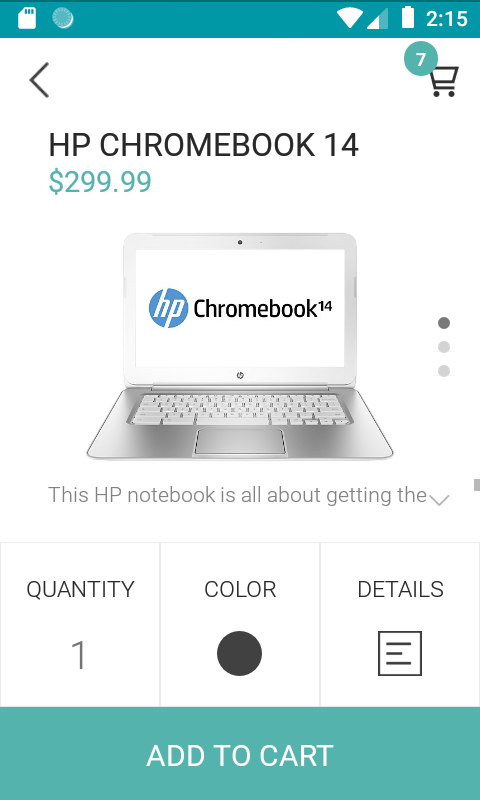 2:15
7
HP CHROMEBOOK 14
$299.99
hp Chromebook14
hp
This HP notebook is all about getting the
QUANTITY
COLOR
DETAILS
1
ADD TO CART